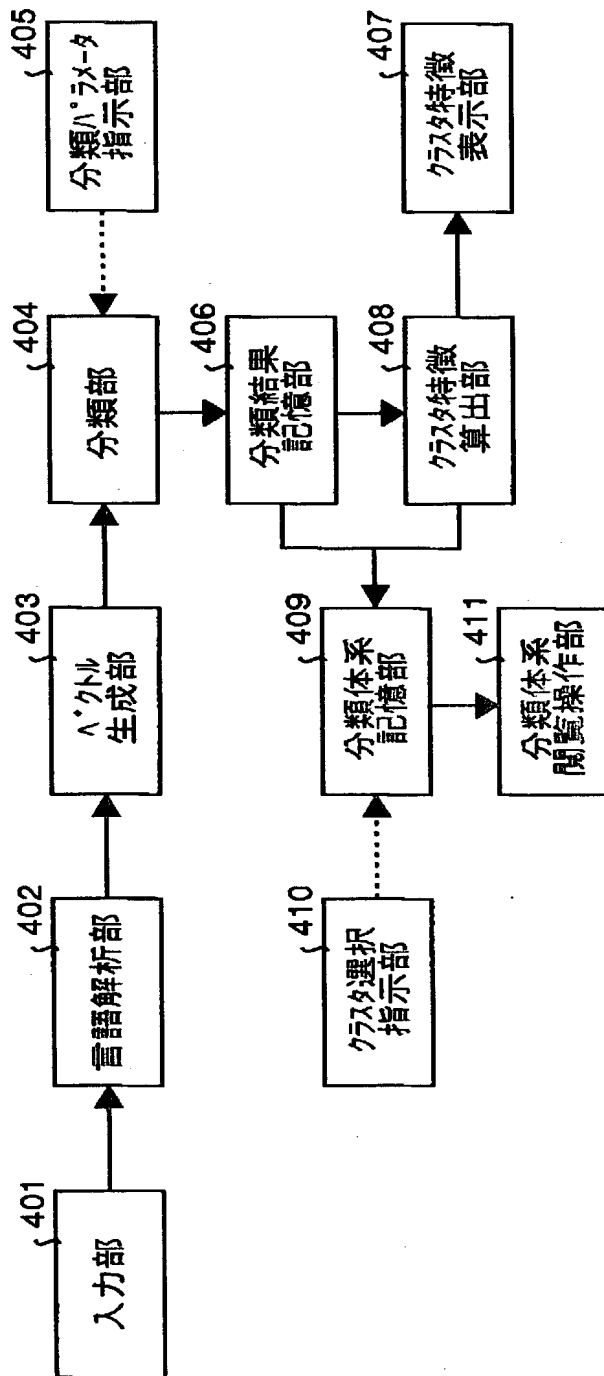 401
入力部
402
言語解析部
403
ベクトル
生成部
404
分類部
405
分類パラメータ
指示部
406
分類結果
記憶部
407
クラスタ特徴
表示部
408
クラスタ特徴
算出部
409
分類体系
記憶部
410
クラスタ選択
指示部
411
分類体系
閲覧操作部